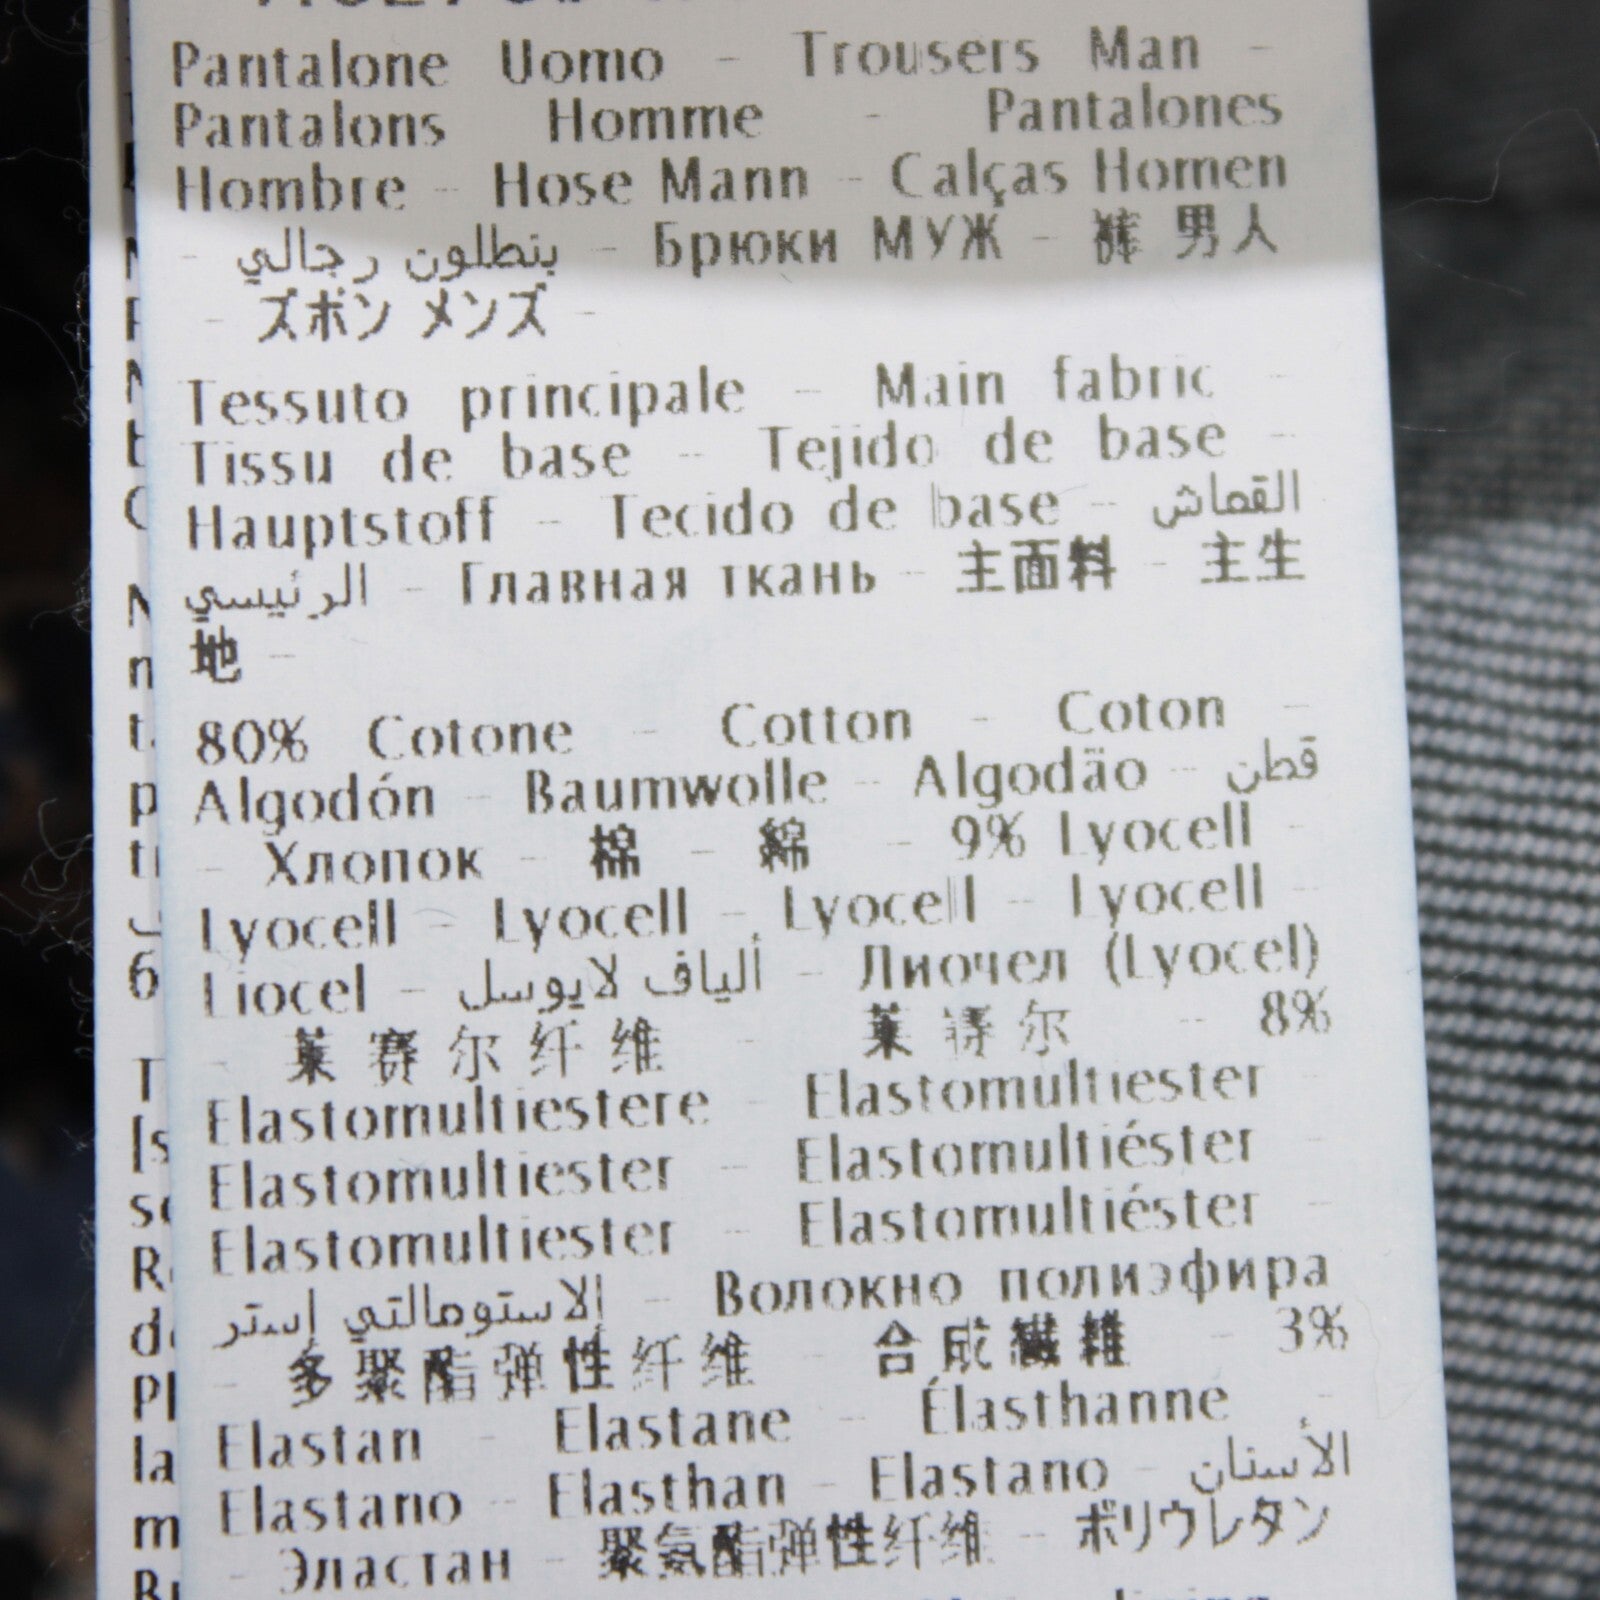 Pantalone Uomo - Trousers Man -
Pantalons Homme - Pantalones
Hombre - Hose Mann - Calças Homen
- بنطلون رجالي - Брюки МУЖ - 裤 男人
- ズボン メンズ -
Tessuto principale - Main fabric -
Tissu de base - Tejido de base -
Hauptstoff - Tecido de base - القماش
الرئيسي - Главная ткань - 主面料 - 主生
地 -
80% Cotone - Cotton - Coton -
Algodón - Baumwolle - Algodão - قطن
- Хлопок - 棉 - 綿 - 9% Lyocell -
Lyocell - Lyocell - Lyocell - Lyocell -
Liocel - ألياف لايوسل - Лиочел (Lyocel)
- 莱赛尔纤维 - 莱赛尔 - 8%
Elastomultiestere - Elastomultiester -
Elastomultiester - Elastomultiéster -
Elastomultiester - Elastomultiéster -
الاستومالتي إستر - Волокно полиэфира
- 多聚酯弹性纤维 - 合成繊維 - 3%
Elastan - Elastane - Élasthanne -
Elastano - Elasthan - Elastano - الأسنان
- Эластан - 聚氨酯弹性纤维 - ポリウレタン